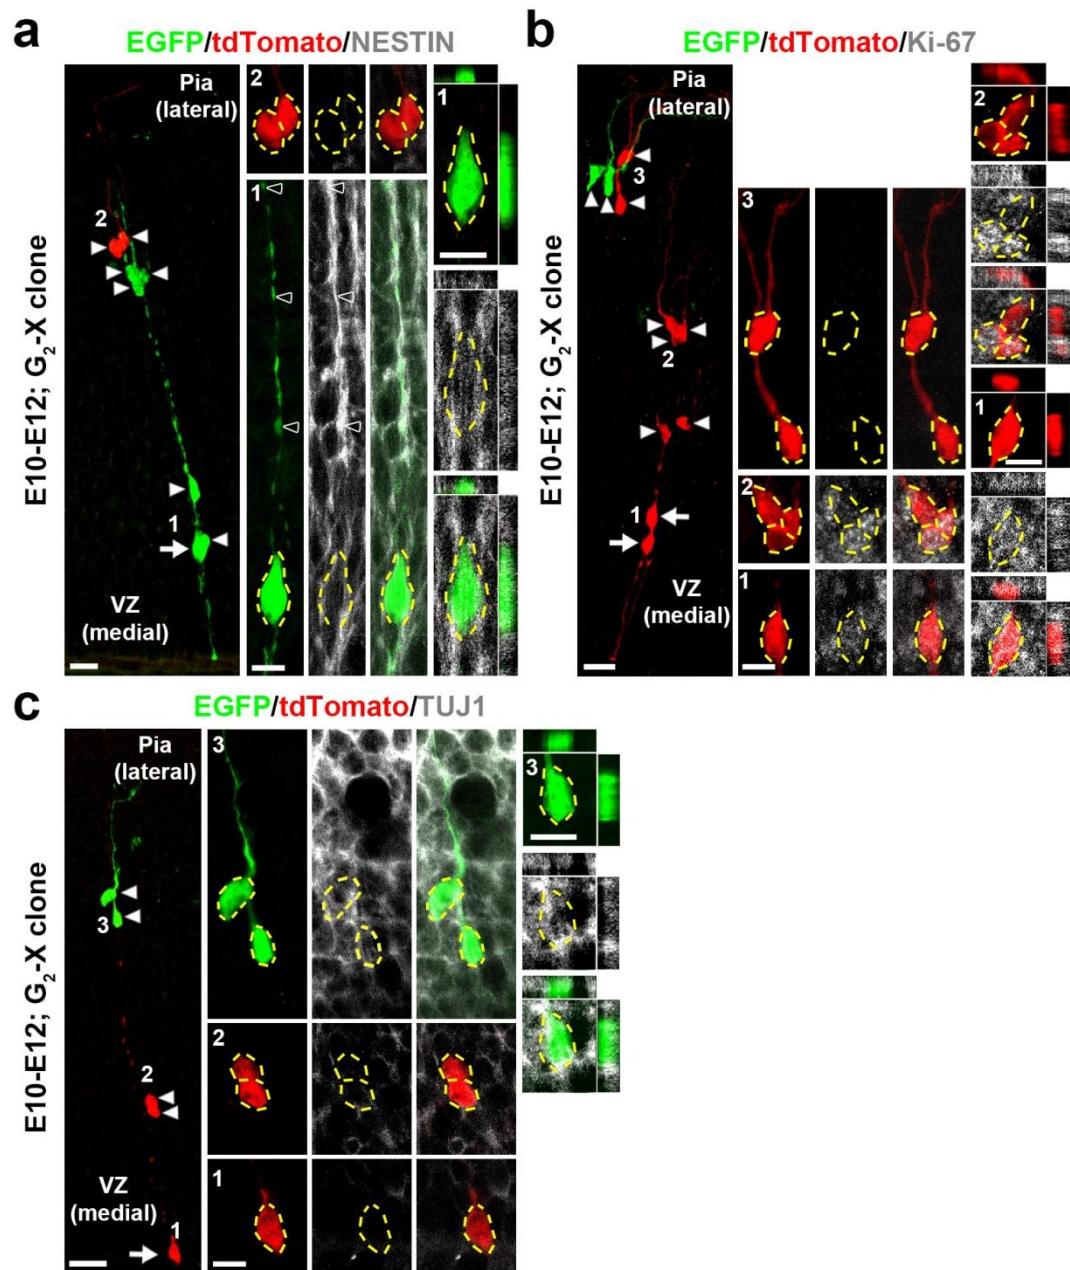 a
EGFP/tdTomato/NESTIN
E10-E12; G₂-X clone
Pia
(lateral)
2
1
VZ
(medial)
2
1
1
b
EGFP/tdTomato/Ki-67
E10-E12; G₂-X clone
Pia
(lateral)
3
2
1
VZ
(medial)
3
2
1
2
1
c
EGFP/tdTomato/TUJ1
E10-E12; G₂-X clone
Pia
(lateral)
3
2
VZ
(medial)
1
3
2
1
3